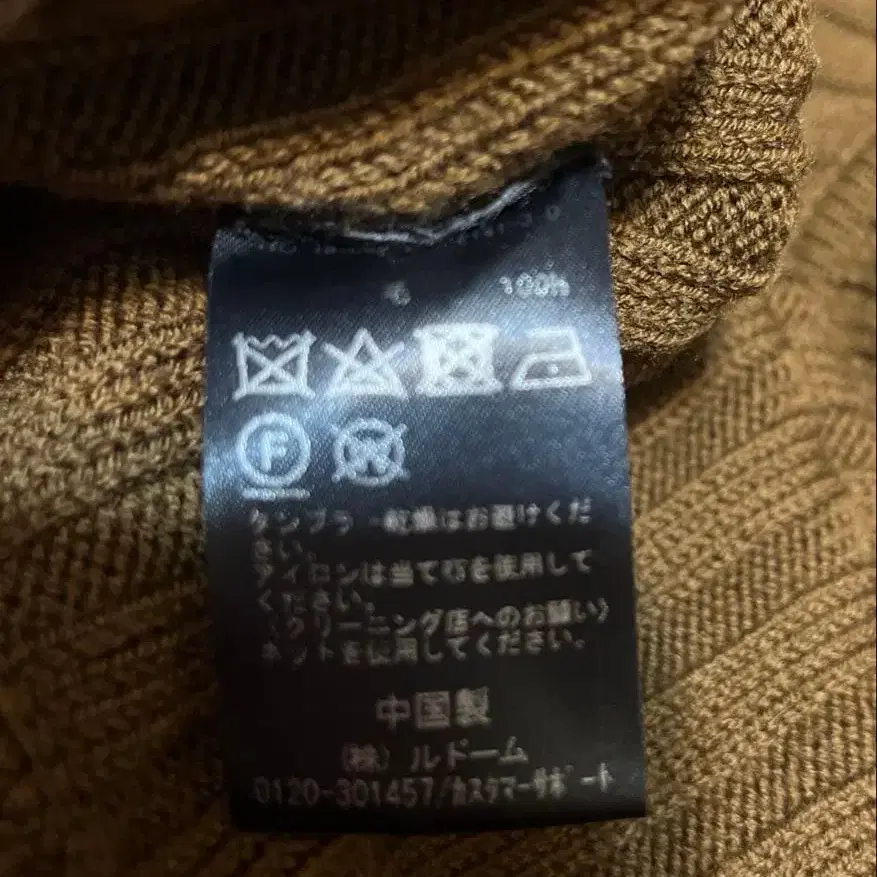 毛 100%
F
W
タンブラー乾燥はお避けくだ
さい。
アイロンは当て布を使用して
ください。
(クリーニング店へのお願い)
ネットを使用してください。
中国製
(株) ルドーム
0120-301457/カスタマーサポート